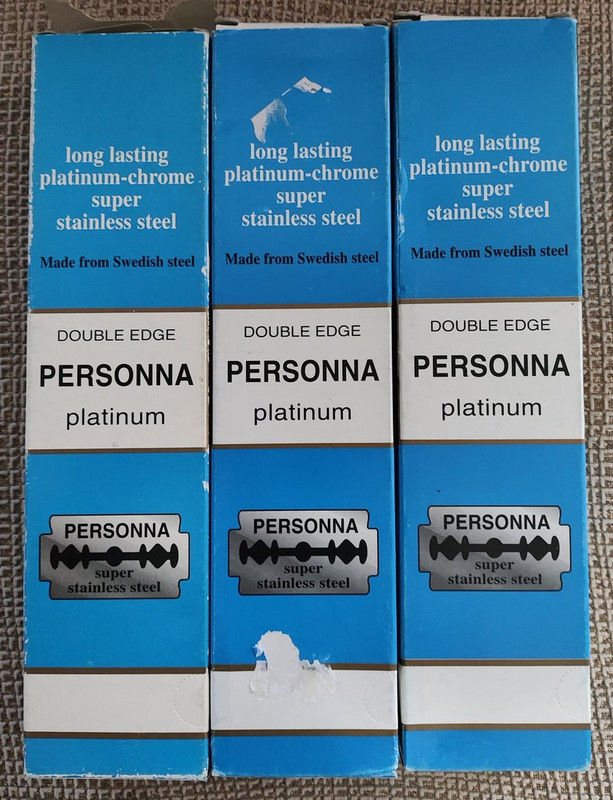 long lasting
platinum-chrome
super
stainless steel
Made from Swedish steel
DOUBLE EDGE
PERSONNA
platinum
PERSONNA
super
stainless steel
long lasting
platinum-chrome
super
stainless steel
Made from Swedish steel
DOUBLE EDGE
PERSONNA
platinum
PERSONNA
super
stainless steel
long lasting
platinum-chrome
super
stainless steel
Made from Swedish steel
DOUBLE EDGE
PERSONNA
platinum
PERSONNA
super
stainless steel